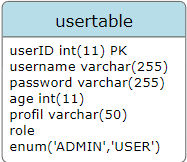 usertable
userID int(11) PK
username varchar(255)
password varchar(255)
age int(11)
profil varchar(50)
role
enum('ADMIN','USER')